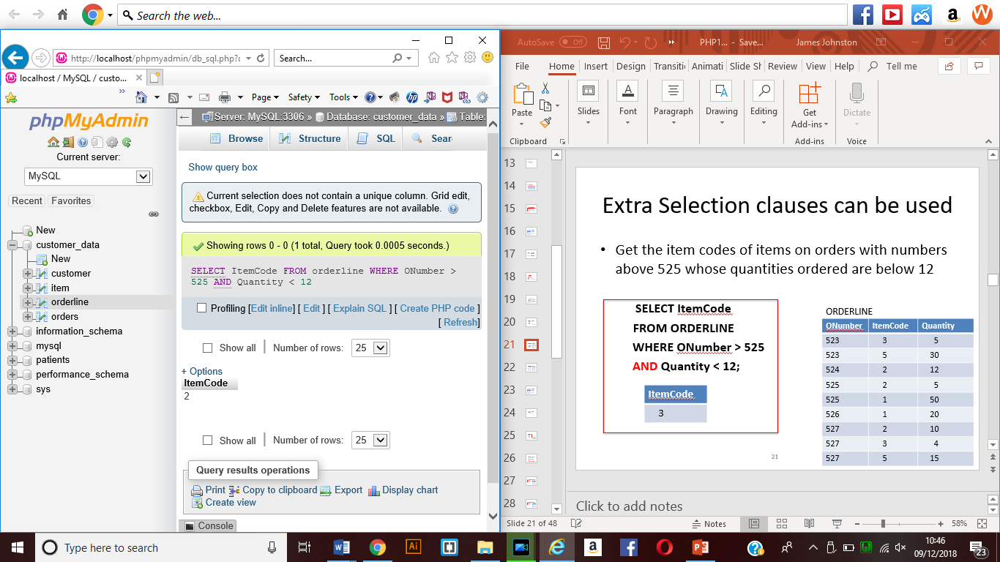 Search the web...
http://localhost/phpmyadmin/db_sql.php?c
Search...
localhost / MySQL / custo...
Page
Safety
Tools
phpMyAdmin
Current server:
MySQL
Recent
Favorites
New
customer_data
New
customer
item
orderline
orders
information_schema
mysql
patients
performance_schema
sys
Server: MySQL:3306 » Database: customer_data » Table:
Browse
Structure
SQL
Sear
Show query box
Current selection does not contain a unique column. Grid edit,
checkbox, Edit, Copy and Delete features are not available.
Showing rows 0 - 0 (1 total, Query took 0.0005 seconds.)
SELECT ItemCode FROM orderline WHERE ONumber >
525 AND Quantity < 12
Profiling [Edit inline] [ Edit ] [ Explain SQL ] [ Create PHP code ]
[ Refresh]
Show all | Number of rows: 25
+ Options
ItemCode
2
Show all | Number of rows: 25
Query results operations
Print Copy to clipboard Export Display chart
Create view
Console
AutoSave Off PHP1... - Save... James Johnston
File Home Insert Design Transiti Animati Slide Sh Review View Help Tell me
Paste
Slides
Font
Paragraph
Drawing
Editing
Get
Add-ins
Dictate
Clipboard
Add-ins
Voice
13
14
15
16
17
18
19
20
21
22
23
24
25
26
27
28
Extra Selection clauses can be used
• Get the item codes of items on orders with numbers
above 525 whose quantities ordered are below 12
SELECT ItemCode
FROM ORDERLINE
WHERE ONumber > 525
AND Quantity < 12;
ItemCode
3
ORDERLINE
ONumber ItemCode Quantity
523 3 5
523 5 30
524 2 12
525 2 5
525 1 50
526 1 20
527 2 10
527 3 4
527 5 15
21
Click to add notes
Slide 21 of 48
Notes
58%
Type here to search
10:46
09/12/2018
23